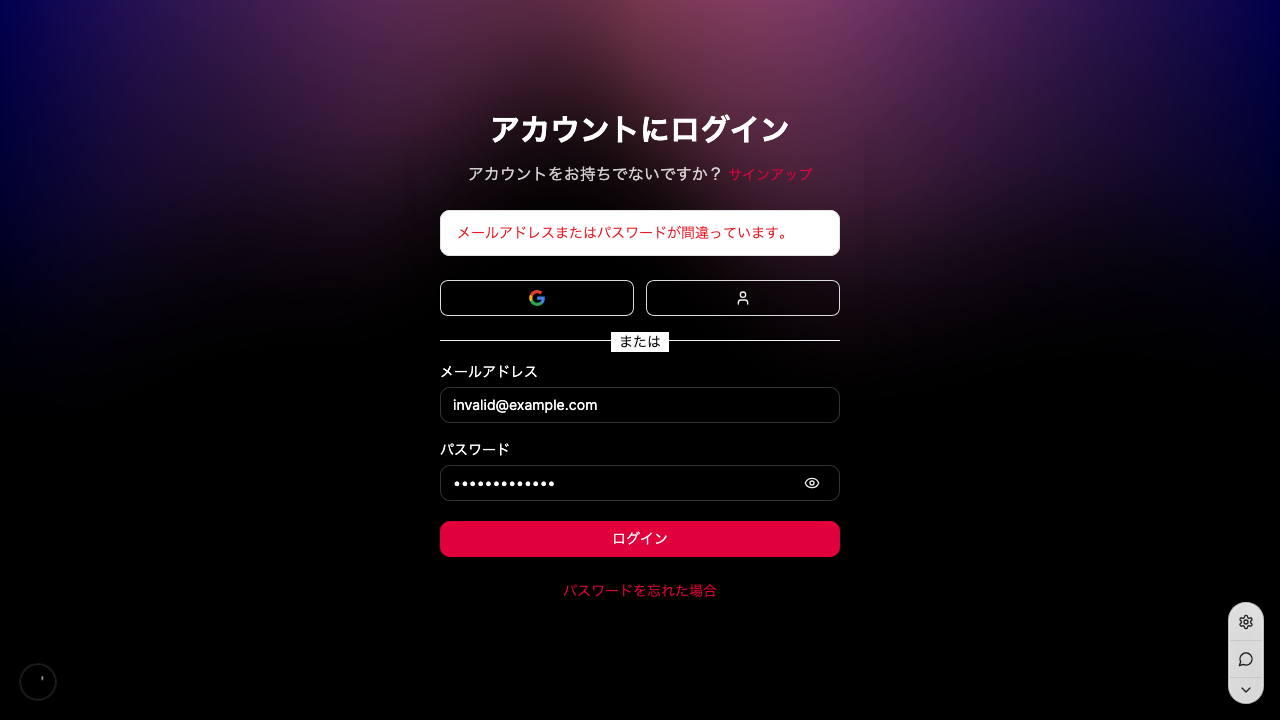 アカウントにログイン
アカウントをお持ちでないですか？ サインアップ
メールアドレスまたはパスワードが間違っています。
または
メールアドレス
invalid@example.com
パスワード
•••••••••••••
ログイン
パスワードを忘れた場合